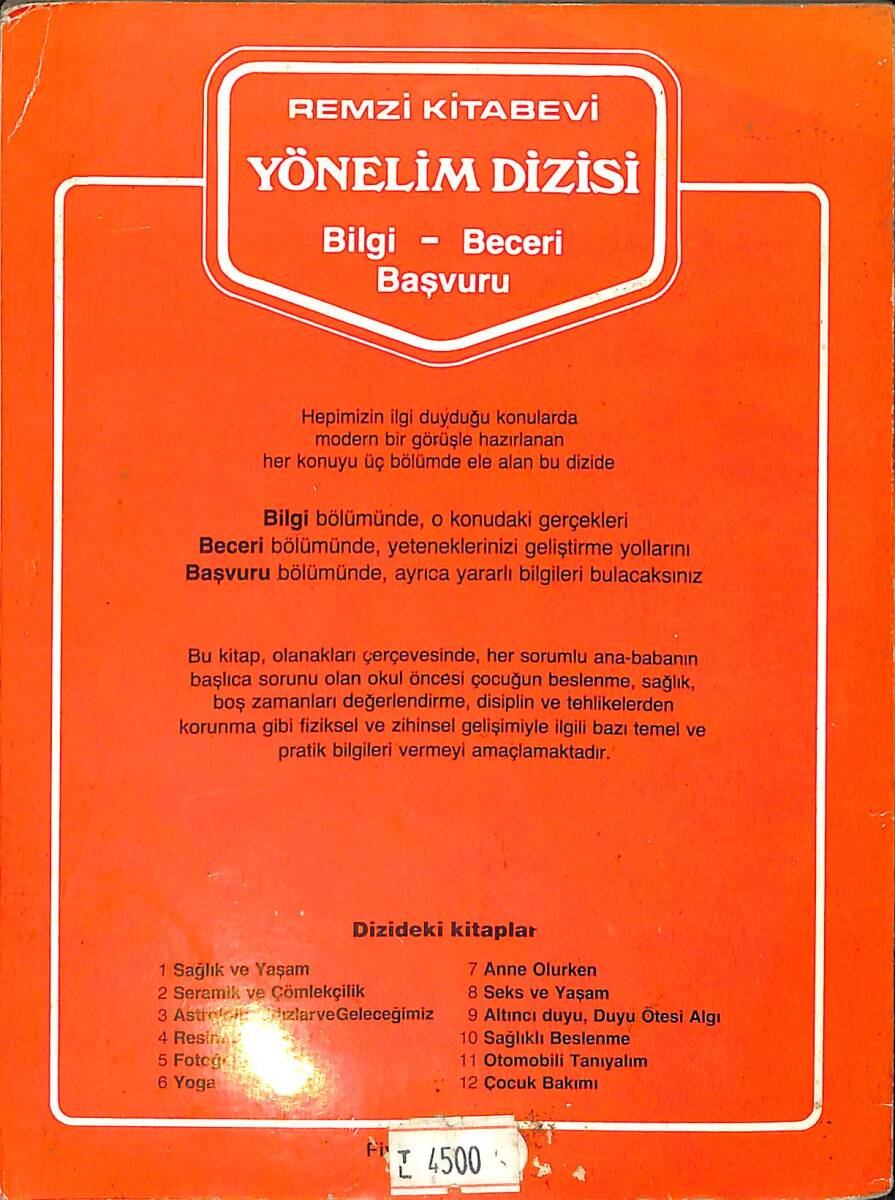 REMZİ KİTABEVİ
YÖNELİM DİZİSİ
Bilgi - Beceri
Başvuru
Hepimizin ilgi duyduğu konularda
modern bir görüşle hazırlanan
her konuyu üç bölümde ele alan bu dizide
Bilgi bölümünde, o konudaki gerçekleri
Beceri bölümünde, yeteneklerinizi geliştirme yollarını
Başvuru bölümünde, ayrıca yararlı bilgileri bulacaksınız
Bu kitap, olanakları çerçevesinde, her sorumlu ana-babanın
başlıca sorunu olan okul öncesi çocuğun beslenme, sağlık,
boş zamanları değerlendirme, disiplin ve tehlikelerden
korunma gibi fiziksel ve zihinsel gelişimiyle ilgili bazı temel ve
pratik bilgileri vermeyi amaçlamaktadır.
Dizideki kitaplar
1 Sağlık ve Yaşam
2 Seramik ve Çömlekçilik
3 veGeleceğimiz
4
5
6 Yoga
7 Anne Olurken
8 Seks ve Yaşam
9 Altıncı duyu, Duyu Ötesi Algı
10 Sağlıklı Beslenme
11 Otomobili Tanıyalım
12 Çocuk Bakımı
TL 4500